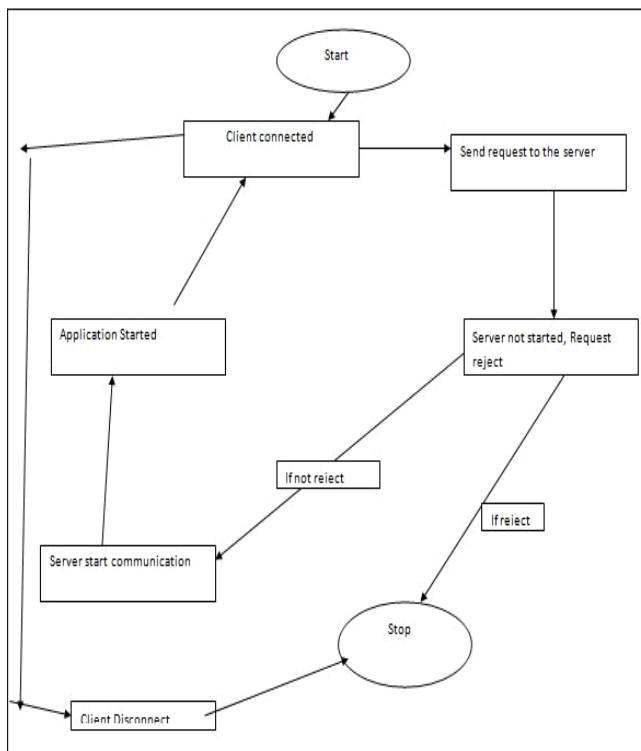 Start
Client connected
Send request to the server
Application Started
Server not started, Request
reject
If not reject
If reject
Server start communication
Stop
Client Disconnect